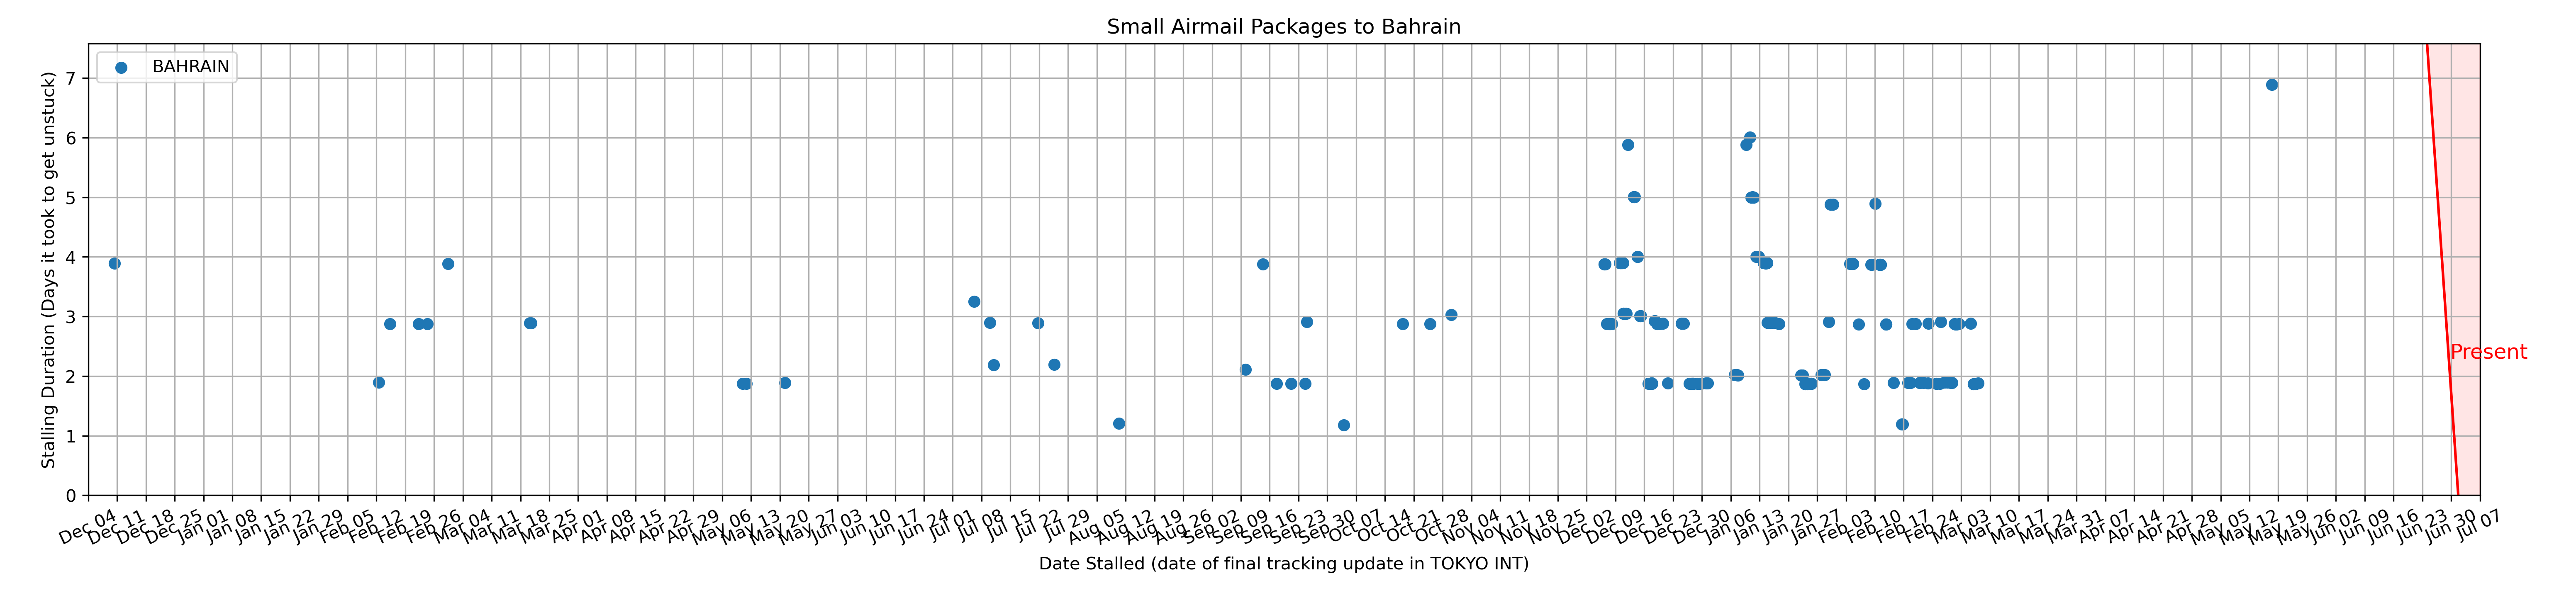 Small Airmail Packages to Bahrain
BAHRAIN
Stalling Duration (Days it took to get unstuck)
7
6
5
4
3
2
1
0
Present
Dec 04 Dec 11 Dec 18 Dec 25 Jan 01 Jan 08 Jan 15 Jan 22 Jan 29 Feb 05 Feb 12 Feb 19 Feb 26 Mar 04 Mar 11 Mar 18 Mar 25 Apr 01 Apr 08 Apr 15 Apr 22 Apr 29 May 06 May 13 May 20 May 27 Jun 03 Jun 10 Jun 17 Jun 24 Jul 01 Jul 08 Jul 15 Jul 22 Jul 29 Aug 05 Aug 12 Aug 19 Aug 26 Sep 02 Sep 09 Sep 16 Sep 23 Sep 30 Oct 07 Oct 14 Oct 21 Oct 28 Nov 04 Nov 11 Nov 18 Nov 25 Dec 02 Dec 09 Dec 16 Dec 23 Dec 30 Jan 06 Jan 13 Jan 20 Jan 27 Feb 03 Feb 10 Feb 17 Feb 24 Mar 03 Mar 10 Mar 17 Mar 24 Mar 31 Apr 07 Apr 14 Apr 21 Apr 28 May 05 May 12 May 19 May 26 Jun 02 Jun 09 Jun 16 Jun 23 Jun 30 Jul 07
Date Stalled (date of final tracking update in TOKYO INT)